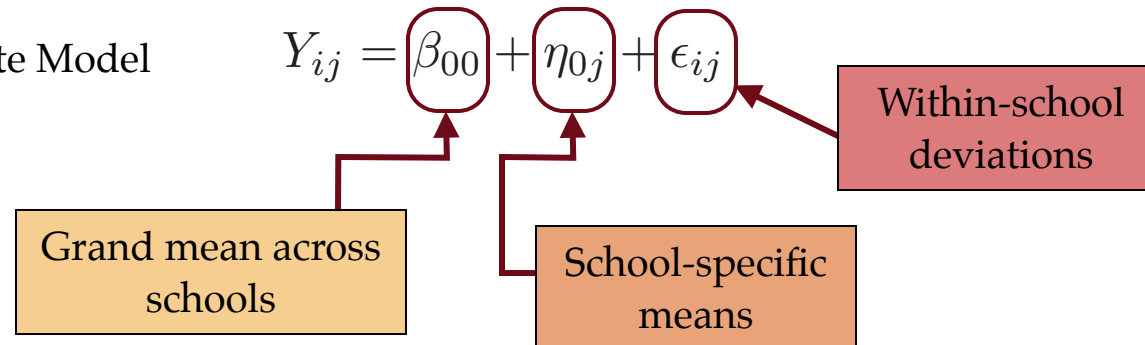 te Model
Y_{ij} = β_{00} + η_{0j} + ϵ_{ij}
Within-school
deviations
Grand mean across
schools
School-specific
means